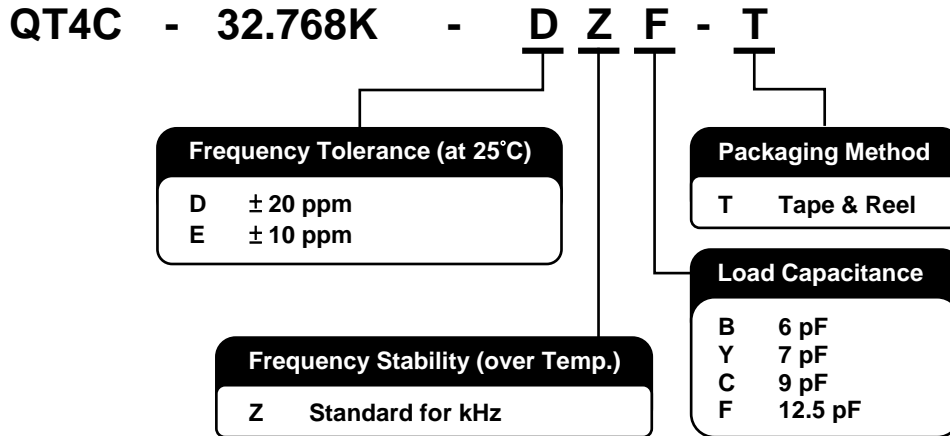 QT4C - 32.768K - D Z F - T
Frequency Tolerance (at 25°C)
D ± 20 ppm
E ± 10 ppm
Packaging Method
T Tape & Reel
Load Capacitance
B 6 pF
Y 7 pF
C 9 pF
F 12.5 pF
Frequency Stability (over Temp.)
Z Standard for kHz